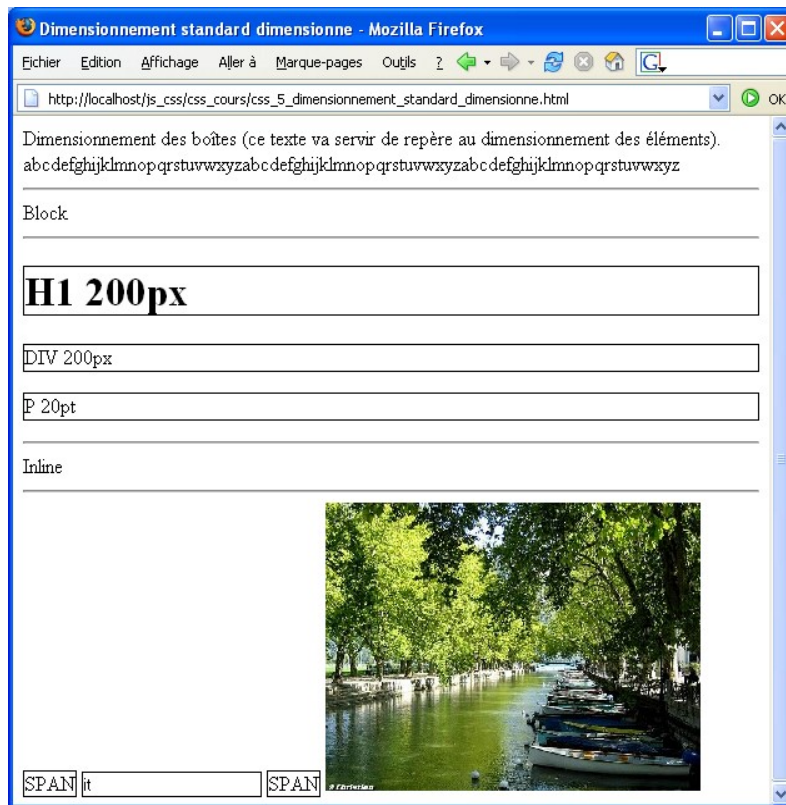 Dimensionnement standard dimensionne - Mozilla Firefox
Fichier Edition Affichage Aller à Marque-pages Outils ? G
http://localhost/js_css/css_cours/css_5_dimensionnement_standard_dimensionne.html OK
Dimensionnement des boîtes (ce texte va servir de repère au dimensionnement des éléments).
abcdefghijklmnopqrstuvwxyzabcdefghijklmnopqrstuvwxyzabcdefghijklmnopqrstuvwxyz
Block
H1 200px
DIV 200px
P 20pt
Inline
SPAN it SPAN
© Christian